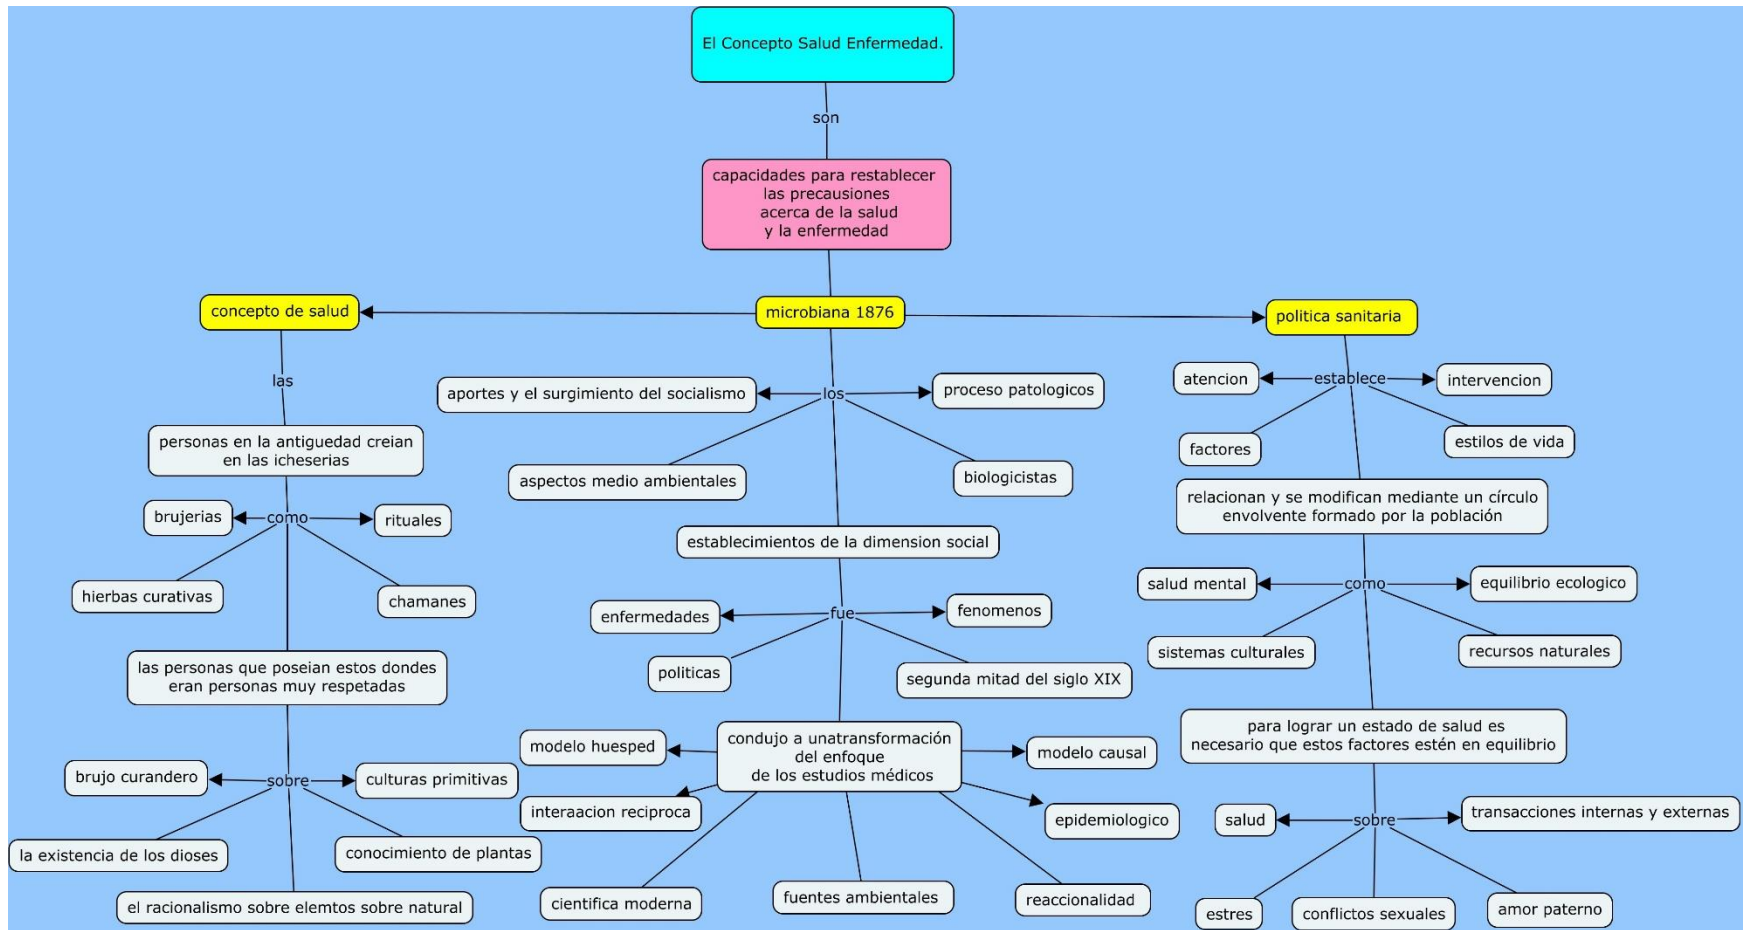 El Concepto Salud Enfermedad.
son
capacidades para restablecer
las precausiones
acerca de la salud
y la enfermedad
concepto de salud
microbiana 1876
politica sanitaria
las
personas en la antiguedad creian
en las icheserias
brujerias
como
rituales
hierbas curativas
chamanes
las personas que poseian estos dondes
eran personas muy respetadas
brujo curandero
sobre
culturas primitivas
la existencia de los dioses
conocimiento de plantas
el racionalismo sobre elemtos sobre natural
aportes y el surgimiento del socialismo
los
proceso patologicos
aspectos medio ambientales
biologicistas
establecimientos de la dimension social
enfermedades
fue
fenomenos
politicas
segunda mitad del siglo XIX
modelo huesped
condujo a unatransformación
del enfoque
de los estudios médicos
modelo causal
interaacion reciproca
epidemiologico
cientifica moderna
fuentes ambientales
reaccionalidad
atencion
establece
intervencion
factores
estilos de vida
relacionan y se modifican mediante un círculo
envolvente formado por la población
salud mental
como
equilibrio ecologico
sistemas culturales
recursos naturales
para lograr un estado de salud es
necesario que estos factores estén en equilibrio
salud
sobre
transacciones internas y externas
estres
conflictos sexuales
amor paterno